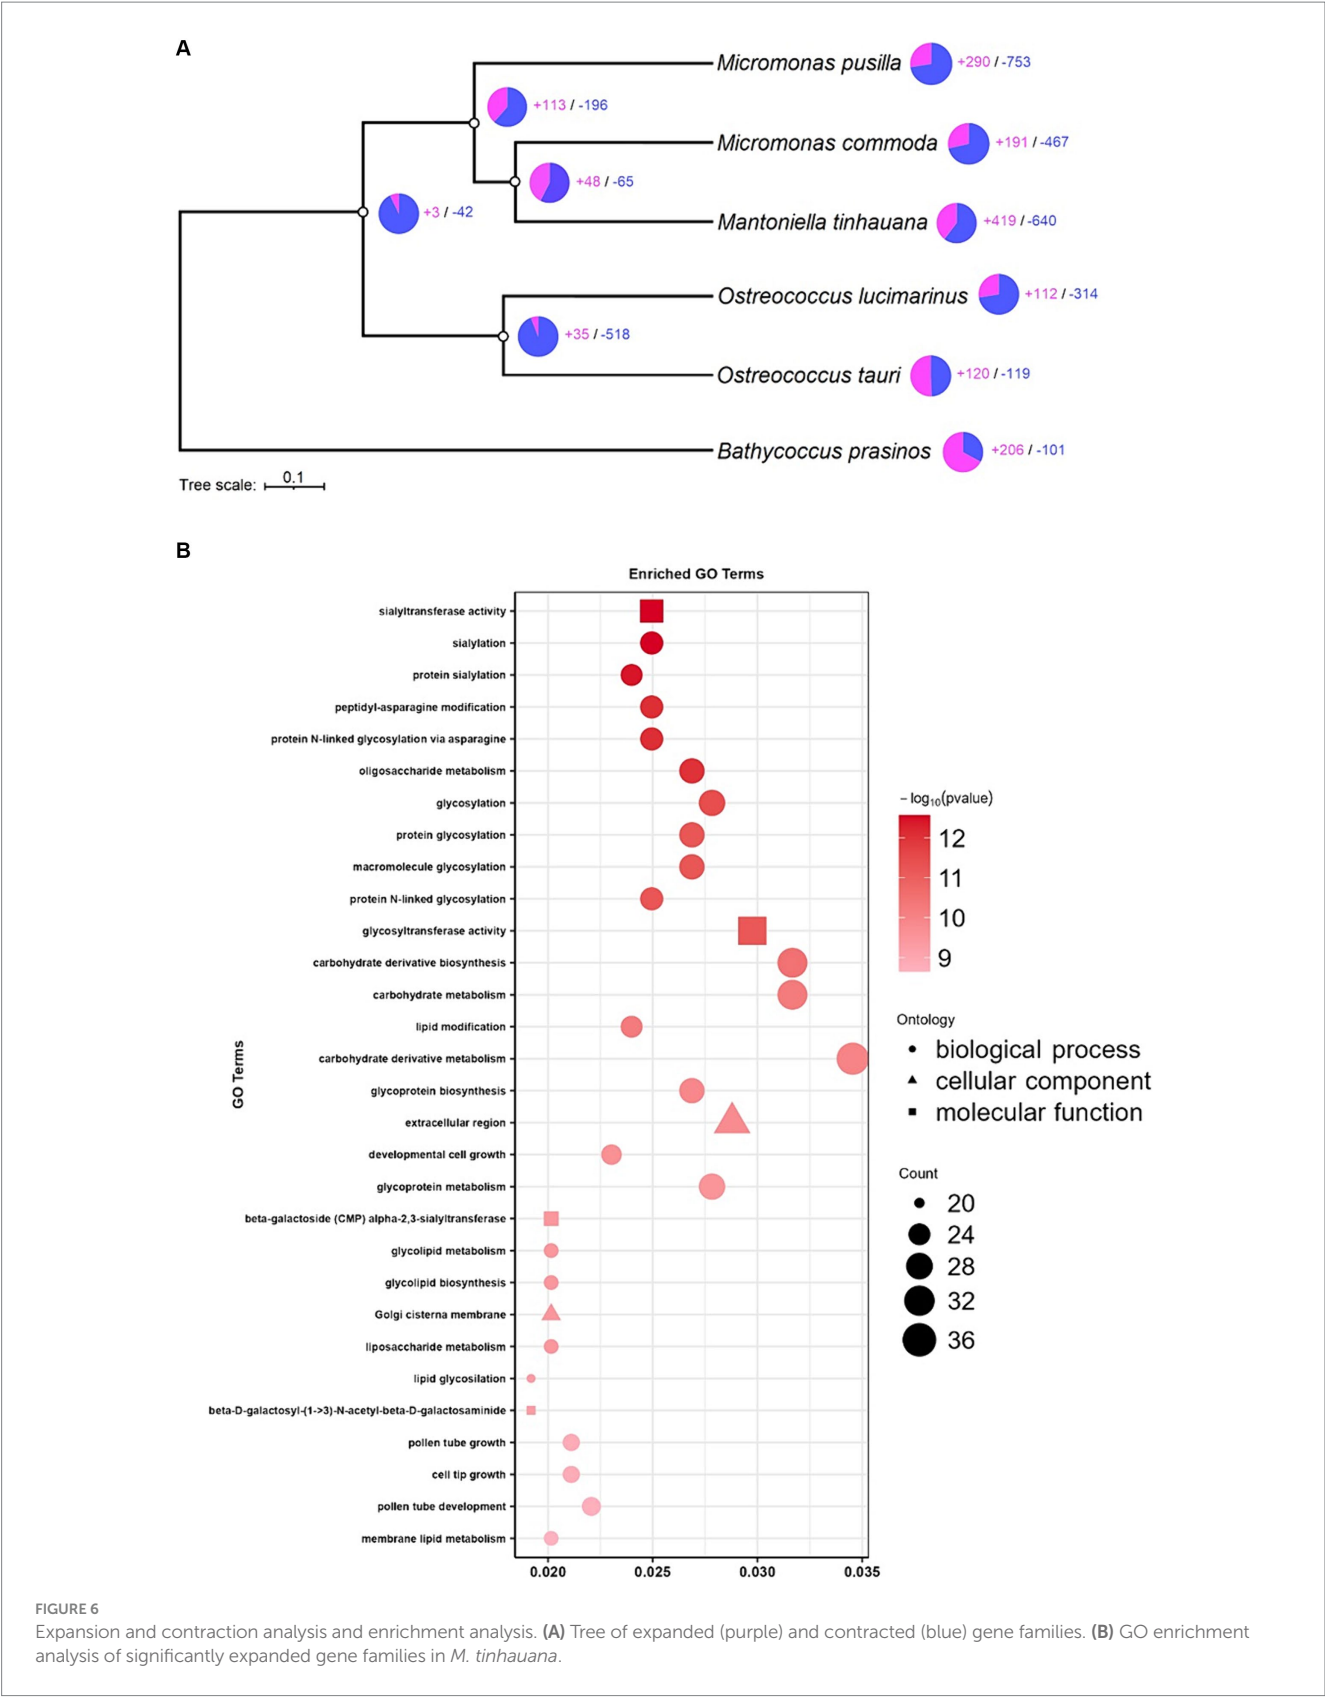 A
Micromonas pusilla +290 / -753
+113 / -196
Micromonas commoda +191 / -467
+48 / -65
+3 / -42
Mantoniella tinhauana +419 / -640
Ostreococcus lucimarinus +112 / -314
+35 / -518
Ostreococcus tauri +120 / -119
Bathycoccus prasinos +206 / -101
Tree scale: 0.1
B
Enriched GO Terms
sialyltransferase activity
sialylation
protein sialylation
peptidyl-asparagine modification
protein N-linked glycosylation via asparagine
oligosaccharide metabolism
glycosylation
protein glycosylation
macromolecule glycosylation
protein N-linked glycosylation
glycosyltransferase activity
carbohydrate derivative biosynthesis
carbohydrate metabolism
lipid modification
carbohydrate derivative metabolism
glycoprotein biosynthesis
extracellular region
developmental cell growth
glycoprotein metabolism
beta-galactoside (CMP) alpha-2,3-sialyltransferase
glycolipid metabolism
glycolipid biosynthesis
Golgi cisterna membrane
liposaccharide metabolism
lipid glycosilation
beta-D-galactosyl-(1->3)-N-acetyl-beta-D-galactosaminide
pollen tube growth
cell tip growth
pollen tube development
membrane lipid metabolism
GO Terms
0.020 0.025 0.030 0.035
−log10(pvalue)
12
11
10
9
Ontology
biological process
cellular component
molecular function
Count
20
24
28
32
36
FIGURE 6
Expansion and contraction analysis and enrichment analysis. (A) Tree of expanded (purple) and contracted (blue) gene families. (B) GO enrichment
analysis of significantly expanded gene families in M. tinhauana.